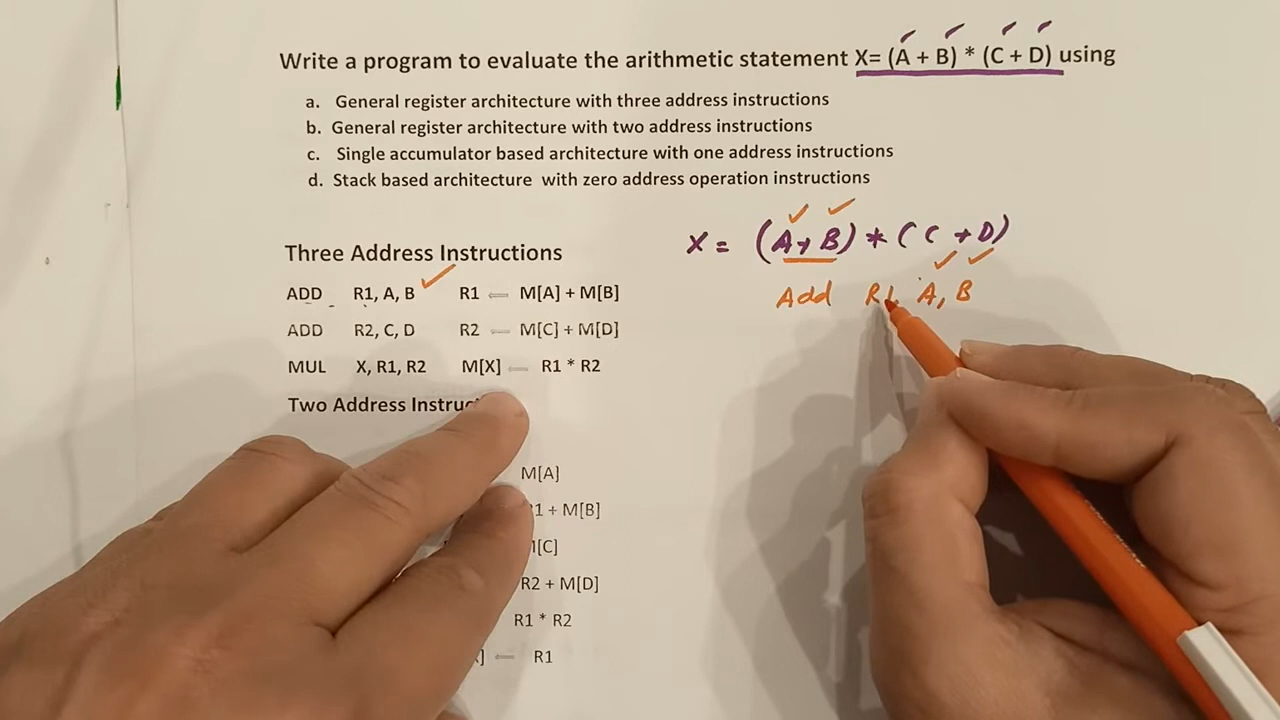 Write a program to evaluate the arithmetic statement X= (A + B) * (C + D) using
a. General register architecture with three address instructions
b. General register architecture with two address instructions
c. Single accumulator based architecture with one address instructions
d. Stack based architecture with zero address operation instructions
X = (A + B) * (C + D)
Add R1, A, B
Three Address Instructions
ADD R1, A, B R1 ⇐ M[A] + M[B]
ADD R2, C, D R2 ⇐ M[C] + M[D]
MUL X, R1, R2 M[X] ⇐ R1 * R2
Two Address
M[A]
+ M[B]
R2 + M[D]
R1 * R2
] ⇐ R1